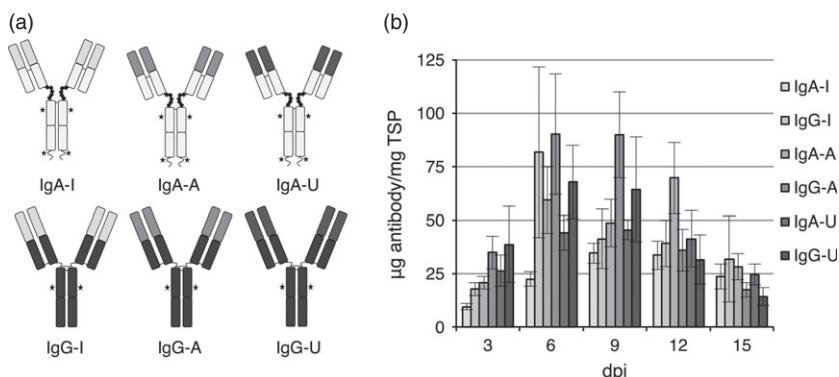 (a)
IgA-I IgA-A IgA-U
IgG-I IgG-A IgG-U
(b)
µg antibody/mg TSP
125
100
75
50
25
0
3 6 9 12 15
dpi
IgA-I
IgG-I
IgA-A
IgG-A
IgA-U
IgG-U